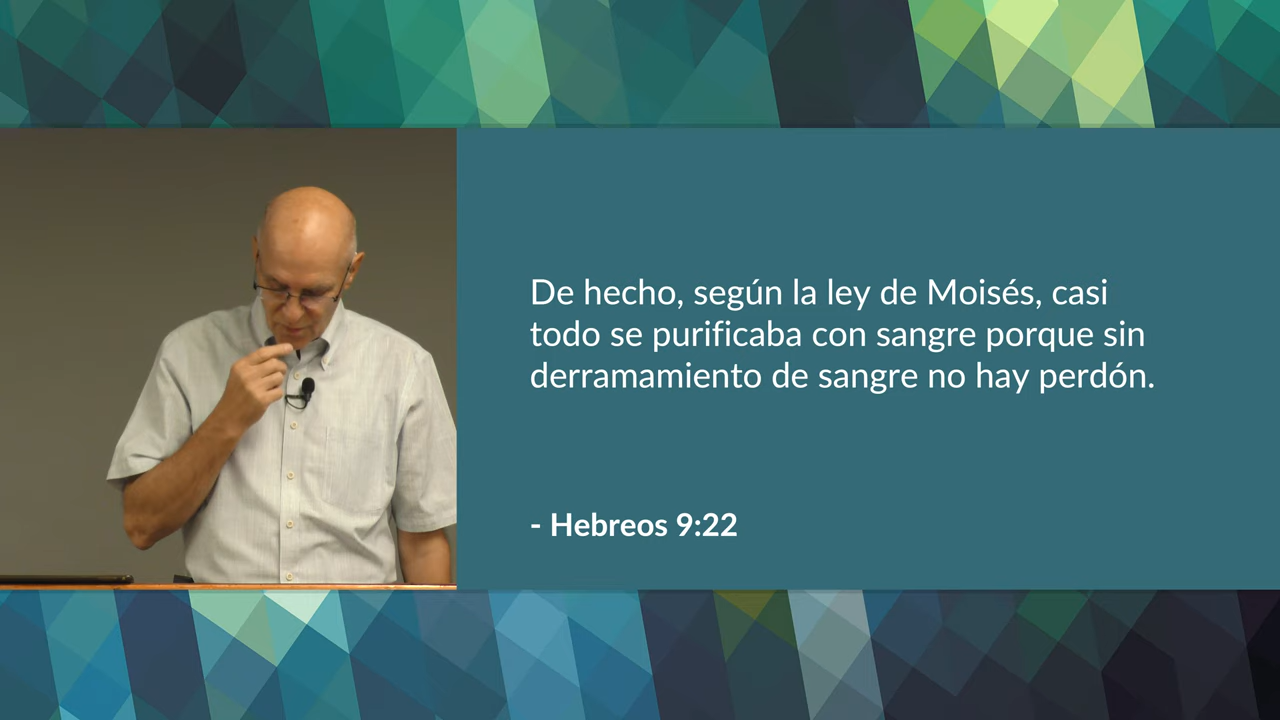 De hecho, según la ley de Moisés, casi
todo se purificaba con sangre porque sin
derramamiento de sangre no hay perdón.
- Hebreos 9:22